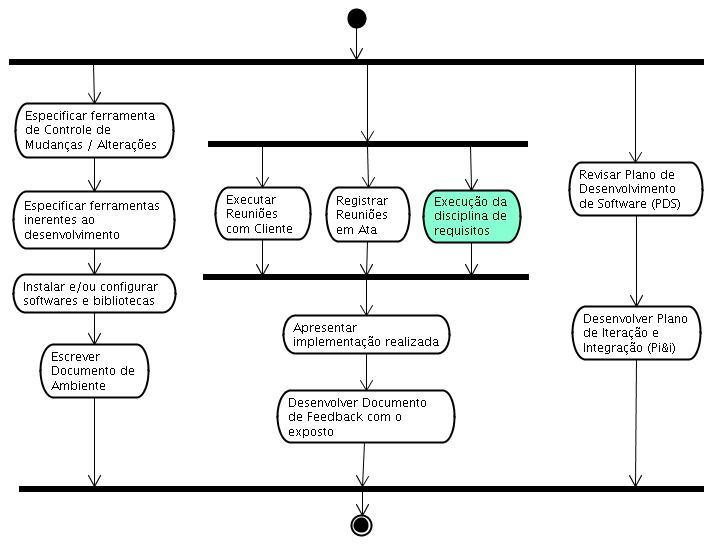 Especificar ferramenta
de Controle de
Mudanças / Alterações
Especificar ferramentas
inerentes ao
desenvolvimento
Instalar e/ou configurar
softwares e bibliotecas
Escrever
Documento de
Ambiente
Executar
Reuniões
com Cliente
Registrar
Reuniões
em Ata
Execução da
disciplina de
requisitos
Apresentar
implementação realizada
Desenvolver Documento
de Feedback com o
exposto
Revisar Plano de
Desenvolvimento
de Software (PDS)
Desenvolver Plano
de Iteração e
Integração (Pi&i)